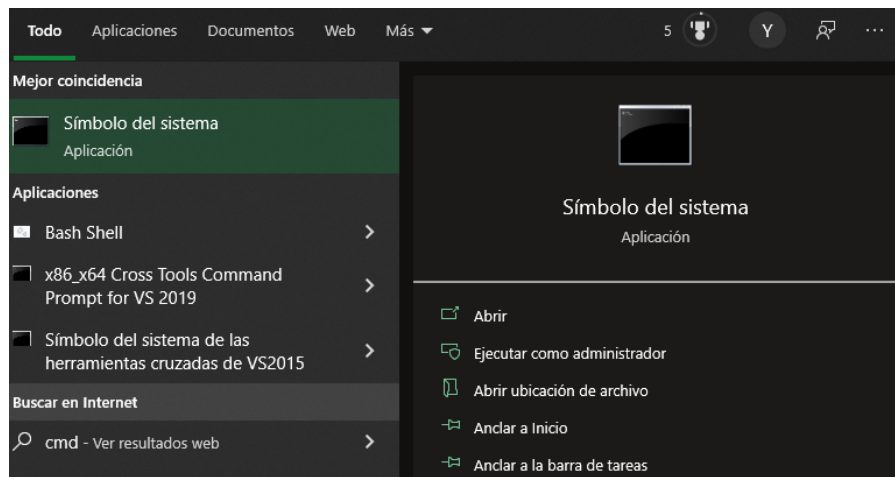 Todo Aplicaciones Documentos Web Más 5 Y ...
Mejor coincidencia
Símbolo del sistema
Aplicación
Aplicaciones
Bash Shell
x86_x64 Cross Tools Command
Prompt for VS 2019
Símbolo del sistema de las
herramientas cruzadas de VS2015
Buscar en Internet
cmd - Ver resultados web
Símbolo del sistema
Aplicación
Abrir
Ejecutar como administrador
Abrir ubicación de archivo
Anclar a Inicio
Anclar a la barra de tareas